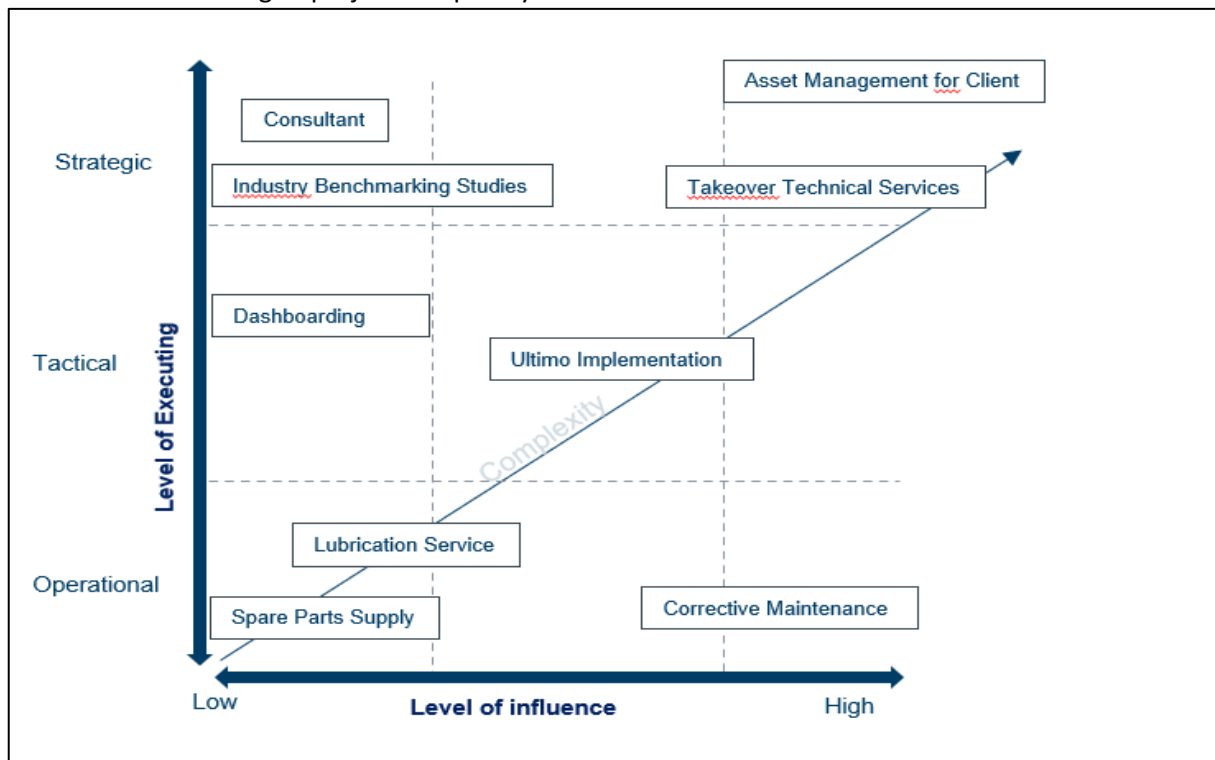 Asset Management for Client
Consultant
Strategic
Industry Benchmarking Studies
Takeover Technical Services
Dashboarding
Level of Executing
Tactical
Ultimo Implementation
Complexity
Lubrication Service
Operational
Spare Parts Supply
Corrective Maintenance
Low
Level of influence
High